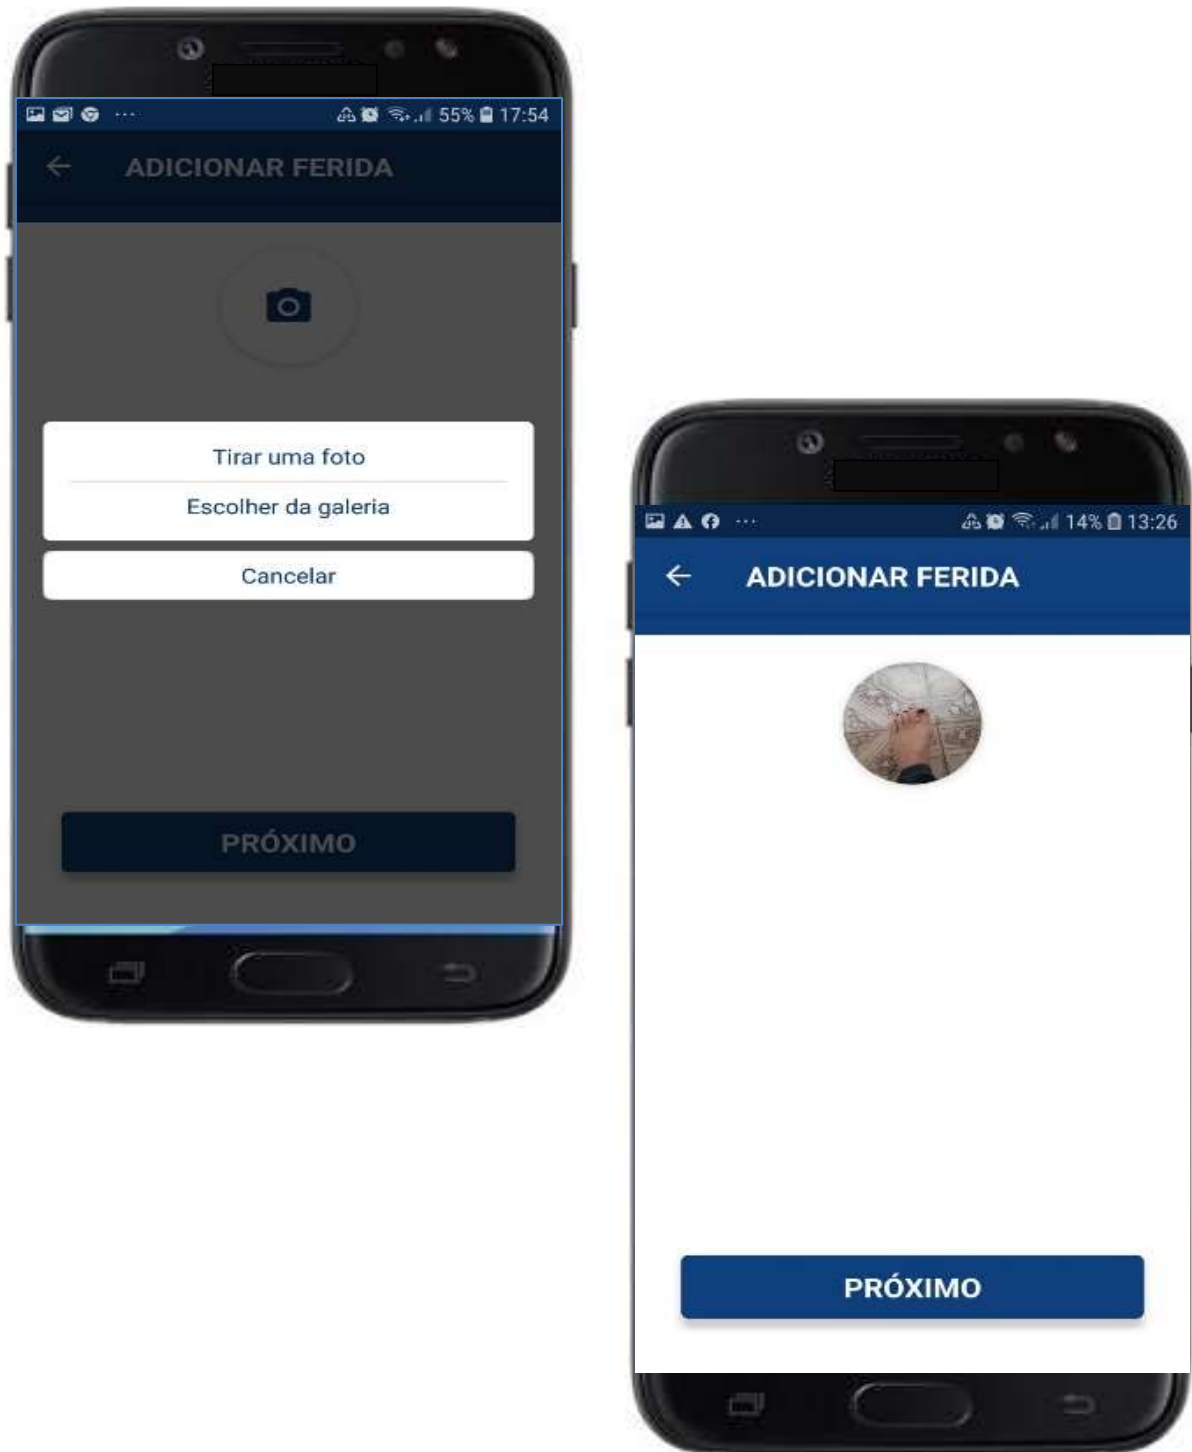 55% 17:54
ADICIONAR FERIDA
Tirar uma foto
Escolher da galeria
Cancelar
PRÓXIMO
14% 13:26
ADICIONAR FERIDA
PRÓXIMO